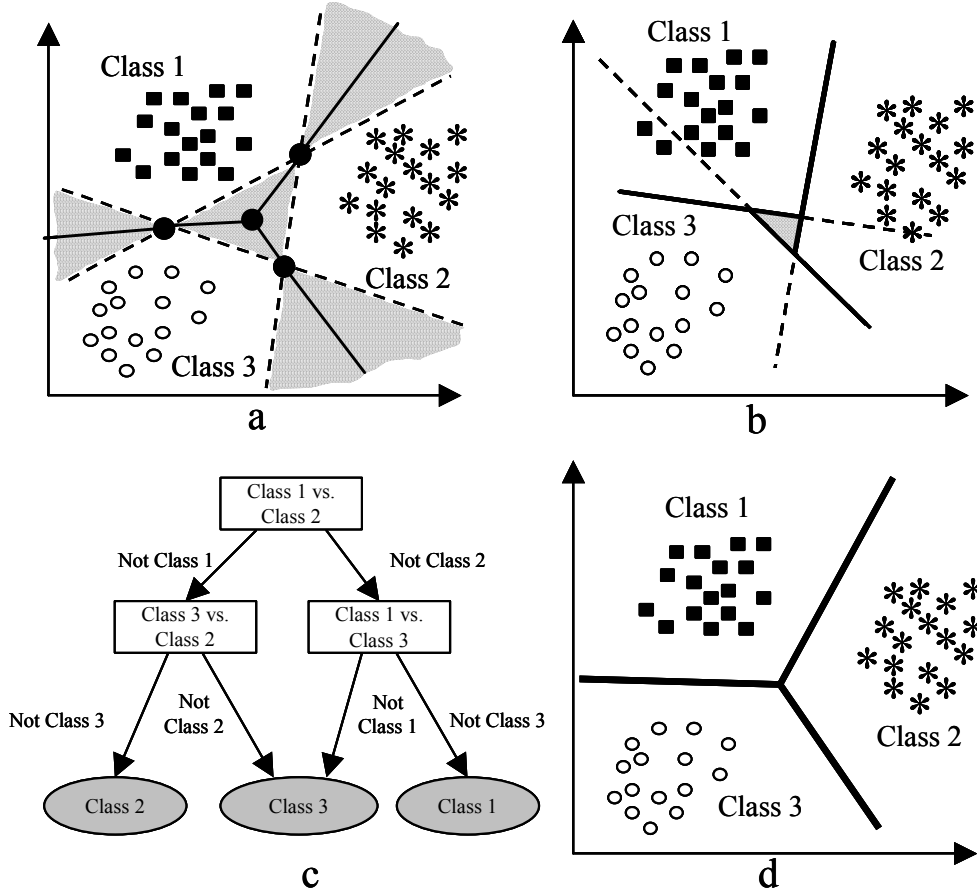 Class 1
Class 2
Class 3
a
Class 1
Class 3
Class 2
b
Class 1 vs.
Class 2
Not Class 1
Not Class 2
Class 3 vs.
Class 2
Class 1 vs.
Class 3
Not Class 3
Not
Class 2
Not
Class 1
Not Class 3
Class 2
Class 3
Class 1
c
Class 1
Class 2
Class 3
d